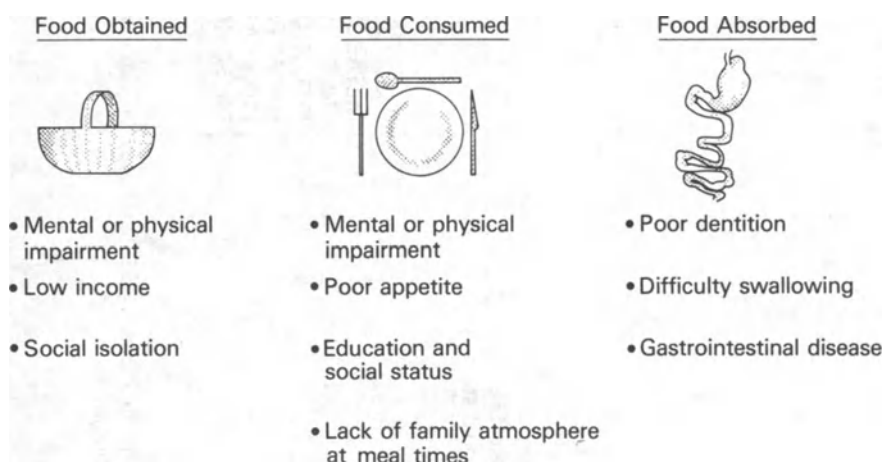 Food Obtained
• Mental or physical
impairment
• Low income
• Social isolation
Food Consumed
• Mental or physical
impairment
• Poor appetite
• Education and
social status
• Lack of family atmosphere
at meal times
Food Absorbed
• Poor dentition
• Difficulty swallowing
• Gastrointestinal disease